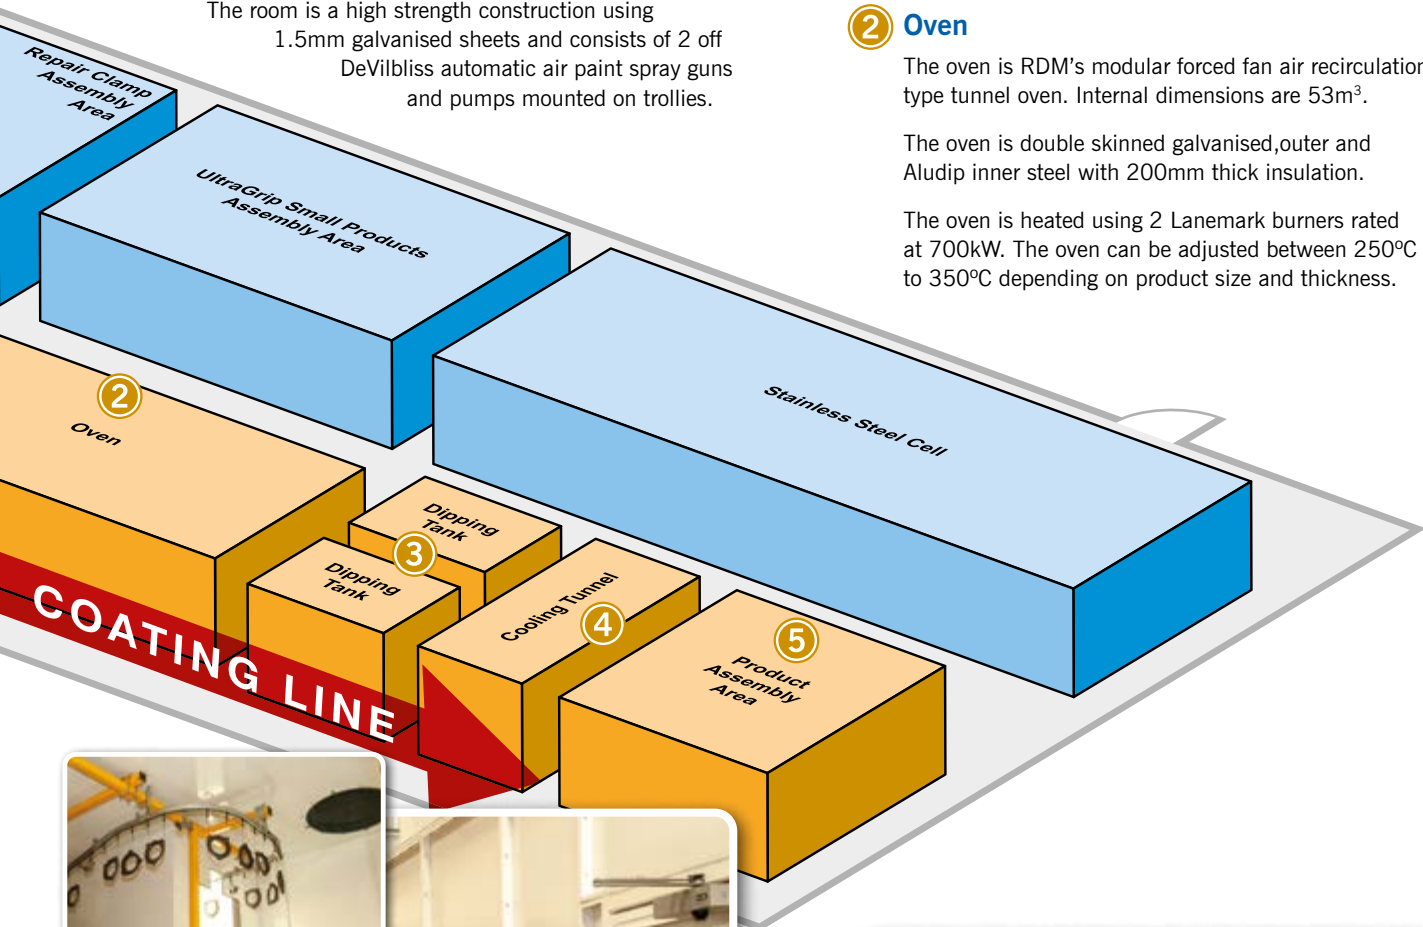 The room is a high strength construction using
1.5mm galvanised sheets and consists of 2 off
DeVilbliss automatic air paint spray guns
and pumps mounted on trollies.
2 Oven
The oven is RDM’s modular forced fan air recirculation
type tunnel oven. Internal dimensions are 53m³.
The oven is double skinned galvanised,outer and
Aludip inner steel with 200mm thick insulation.
The oven is heated using 2 Lanemark burners rated
at 700kW. The oven can be adjusted between 250ºC
to 350ºC depending on product size and thickness.
Repair Clamp
Assembly
Area
UltraGrip Small Products
Assembly Area
Stainless Steel Cell
2
Oven
Dipping
Tank
3
Dipping
Tank
Cooling Tunnel
4
5
Product
Assembly
Area
COATING LINE